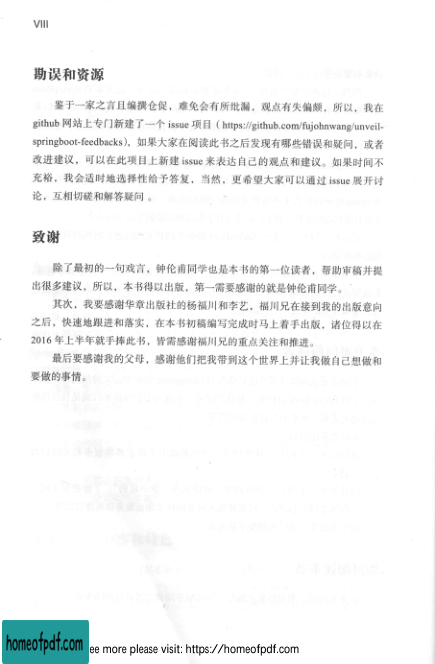 VIII
勘误和资源
鉴于一家之言且编撰仓促，难免会有所纰漏，观点有失偏颇，所以，我在
github 网站上专门新建了一个 issue 项目（https://github.com/fujohnwang/unveil-
springboot-feedbacks），如果大家在阅读此书之后发现有哪些错误和疑问，或者
改进建议，可以在此项目上新建 issue 来表达自己的观点和建议。如果时间不
充裕，我会适时地选择性给予答复，当然，更希望大家可以通过 issue 展开讨
论，互相切磋和解答疑问 。
致谢
除了最初的一句戏言，钟伦甫同学也是本书的第一位读者，帮助审稿并提
出很多建议，所以，本书得以出版，第一需要感谢的就是钟伦甫同学。
其次，我要感谢华章出版社的杨福川和李艺，福川兄在接到我的出版意向
之后，快速地跟进和落实，在本书初稿编写完成时马上着手出版，诸位得以在
2016 年上半年就手捧此书，皆需感谢福川兄的重点关注和推进。
最后要感谢我的父母，感谢他们把我带到这个世界上并让我做自己想做和
要做的事情。
homeofpdf.com
ee more please visit: https://homeofpdf.com